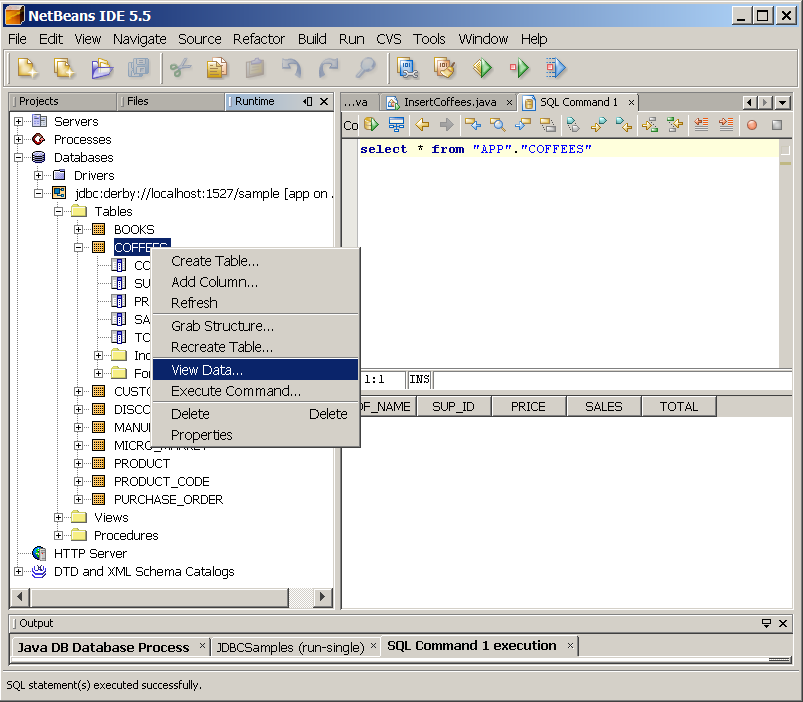 NetBeans IDE 5.5
File Edit View Navigate Source Refactor Build Run CVS Tools Window Help
Projects Files Runtime
...va InsertCoffees.java SQL Command 1
Servers
Processes
Databases
Drivers
jdbc:derby://localhost:1527/sample [app on
Tables
BOOKS
COFFEES
CO
SU
PR
SA
TO
Ind
For
CUSTO
DISCO
MANU
MICRO_MARKET
PRODUCT
PRODUCT_CODE
PURCHASE_ORDER
Views
Procedures
HTTP Server
DTD and XML Schema Catalogs
Create Table...
Add Column...
Refresh
Grab Structure...
Recreate Table...
View Data...
Execute Command...
Delete Delete
Properties
Co
select * from "APP"."COFFEES"
1:1 INS
OF_NAME SUP_ID PRICE SALES TOTAL
Output
Java DB Database Process JDBCSamples (run-single) SQL Command 1 execution
SQL statement(s) executed successfully.